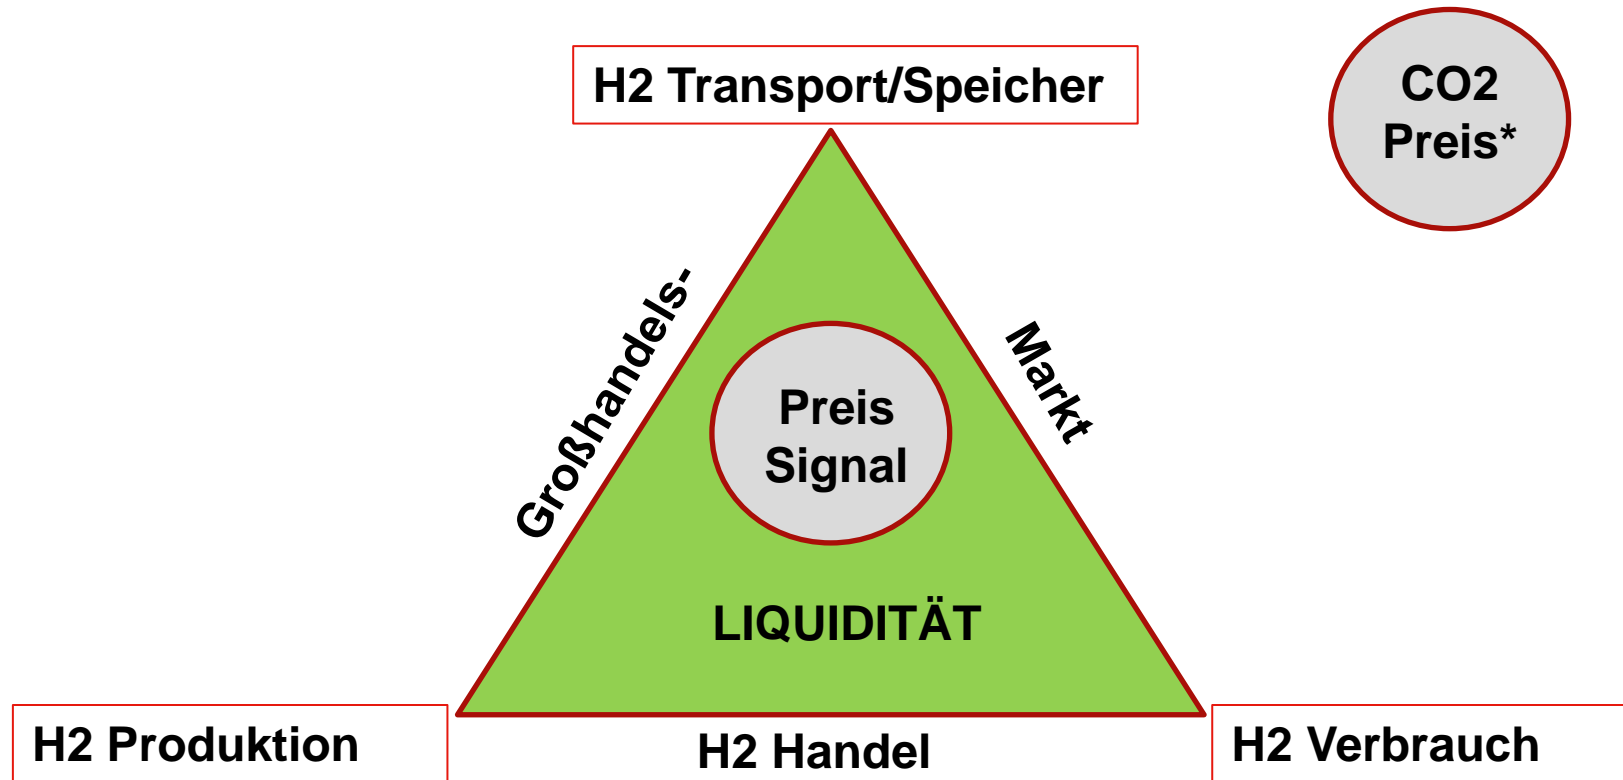 H2 Transport/Speicher
CO2
Preis*
Großhandels-
Markt
Preis
Signal
LIQUIDITÄT
H2 Produktion
H2 Handel
H2 Verbrauch